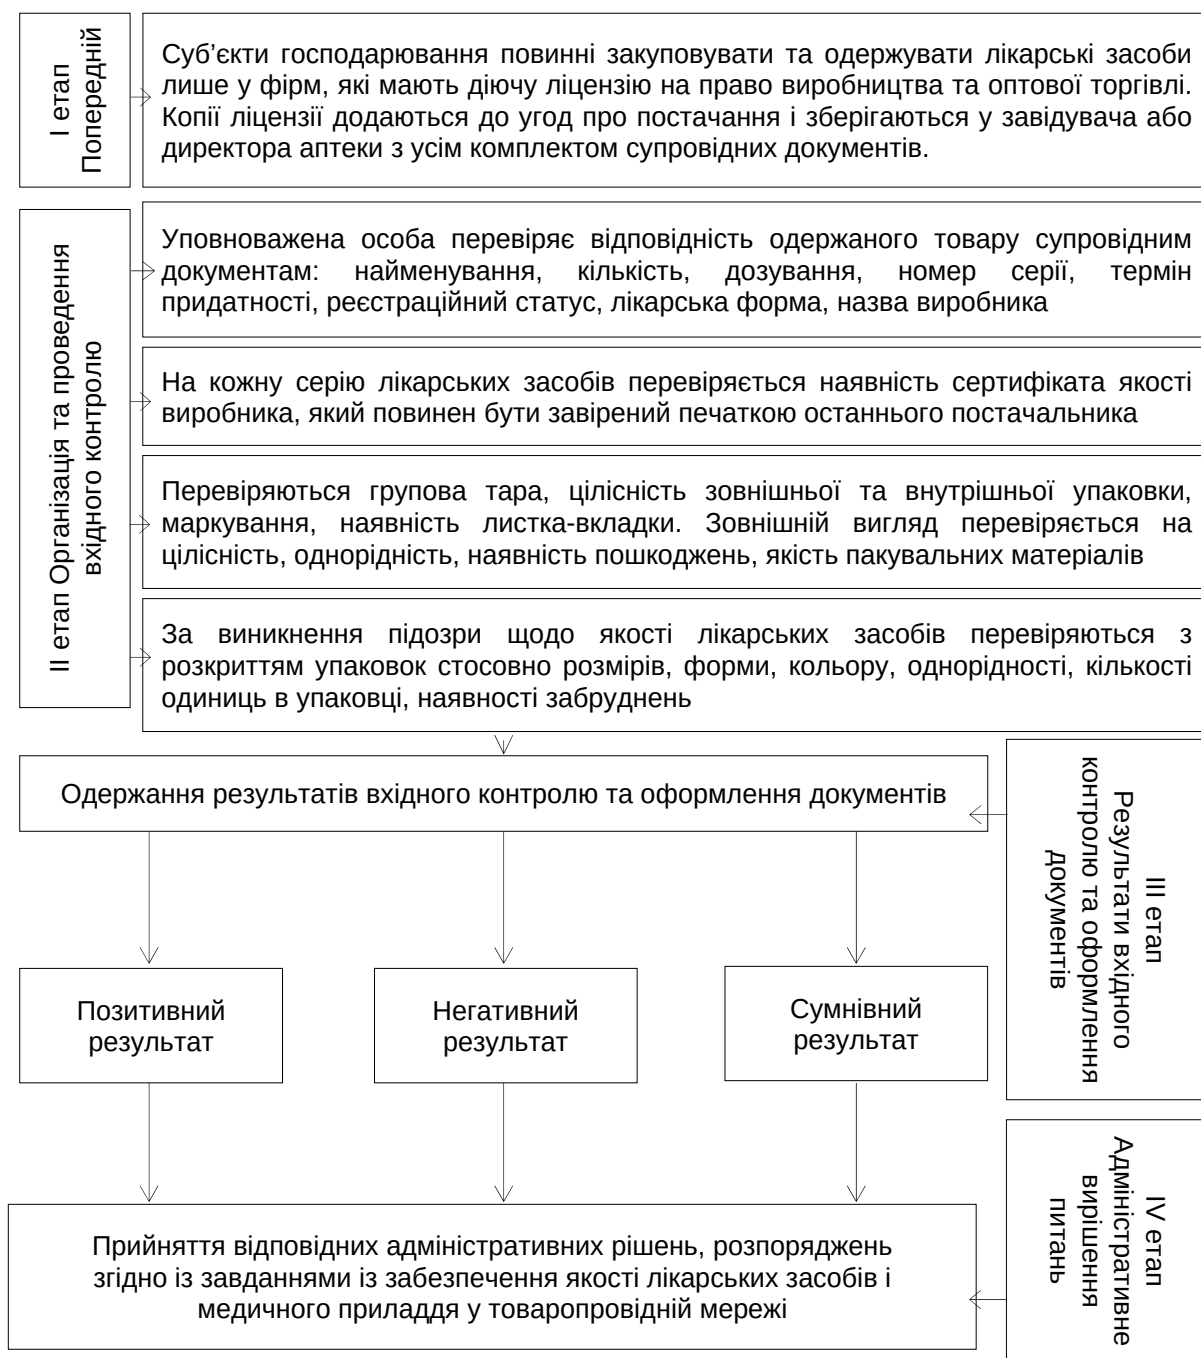 І етап
Попередній
Суб’єкти господарювання повинні закуповувати та одержувати лікарські засоби
лише у фірм, які мають діючу ліцензію на право виробництва та оптової торгівлі.
Копії ліцензії додаються до угод про постачання і зберігаються у завідувача або
директора аптеки з усім комплектом супровідних документів.
ІІ етап Організація та проведення
вхідного контролю
Уповноважена особа перевіряє відповідність одержаного товару супровідним
документам: найменування, кількість, дозування, номер серії, термін
придатності, реєстраційний статус, лікарська форма, назва виробника
На кожну серію лікарських засобів перевіряється наявність сертифіката якості
виробника, який повинен бути завірений печаткою останнього постачальника
Перевіряються групова тара, цілісність зовнішньої та внутрішньої упаковки,
маркування, наявність листка-вкладки. Зовнішній вигляд перевіряється на
цілісність, однорідність, наявність пошкоджень, якість пакувальних матеріалів
За виникнення підозри щодо якості лікарських засобів перевіряються з
розкриттям упаковок стосовно розмірів, форми, кольору, однорідності, кількості
одиниць в упаковці, наявності забруднень
Одержання результатів вхідного контролю та оформлення документів
ІІІ етап
Результати вхідного
контролю та оформлення
документів
Позитивний
результат
Негативний
результат
Сумнівний
результат
IV етап
Адміністративне
вирішення
питань
Прийняття відповідних адміністративних рішень, розпоряджень
згідно із завданнями із забезпечення якості лікарських засобів і
медичного приладдя у товаропровідній мережі